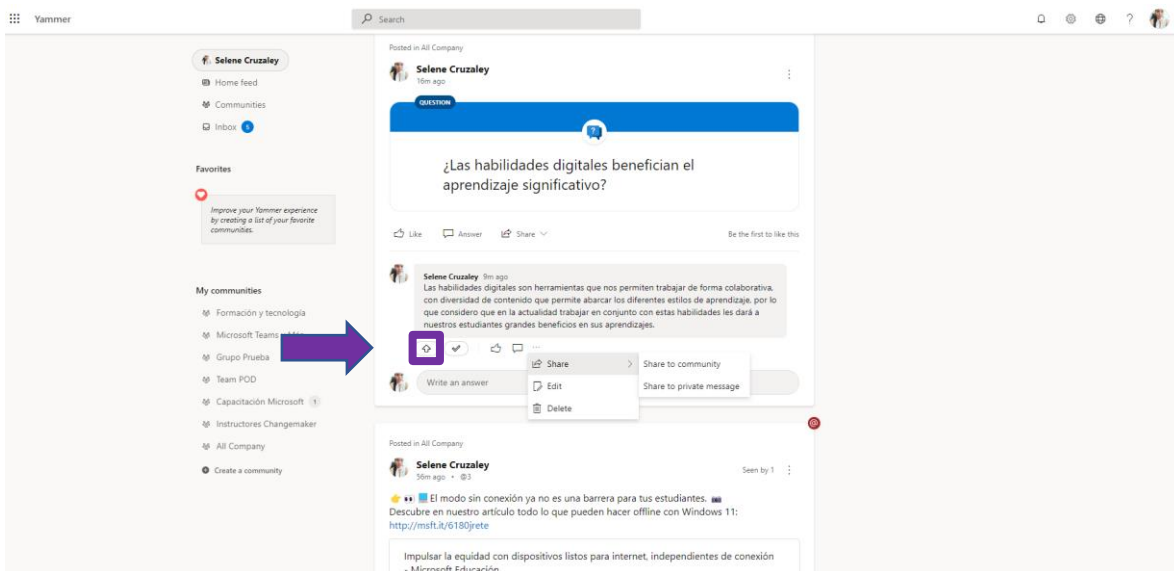 Yammer
Search
Selene Cruzaley
Home feed
Communities
Inbox 5
Favorites
Improve your Yammer experience
by creating a list of your favorite
communities.
My communities
Formación y tecnología
Microsoft Teams
Grupo Prueba
Team POD
Capacitación Microsoft 1
Instructores Changemaker
All Company
Create a community
Posted in All Company
Selene Cruzaley
16m ago
QUESTION
¿Las habilidades digitales benefician el
aprendizaje significativo?
Like Answer Share Be the first to like this
Selene Cruzaley 9m ago
Las habilidades digitales son herramientas que nos permiten trabajar de forma colaborativa,
con diversidad de contenido que permite abarcar los diferentes estilos de aprendizaje, por lo
que considero que en la actualidad trabajar en conjunto con estas habilidades les dará a
nuestros estudiantes grandes beneficios en sus aprendizajes.
Write an answer
Share
Edit
Delete
Share to community
Share to private message
Posted in All Company
Selene Cruzaley
56m ago • @3 Seen by 1
El modo sin conexión ya no es una barrera para tus estudiantes.
Descubre en nuestro artículo todo lo que pueden hacer offline con Windows 11:
http://msft.it/6180jrete
Impulsar la equidad con dispositivos listos para internet, independientes de conexión
- Microsoft Educación